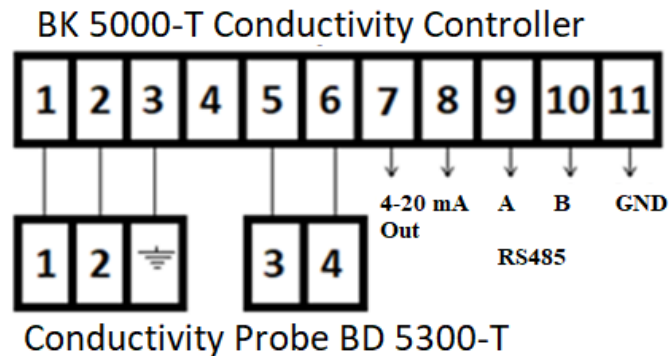 BK 5000-T Conductivity Controller
1 2 3 4 5 6 7 8 9 10 11
4-20 mA A B GND
Out
RS485
1 2 3 4
Conductivity Probe BD 5300-T